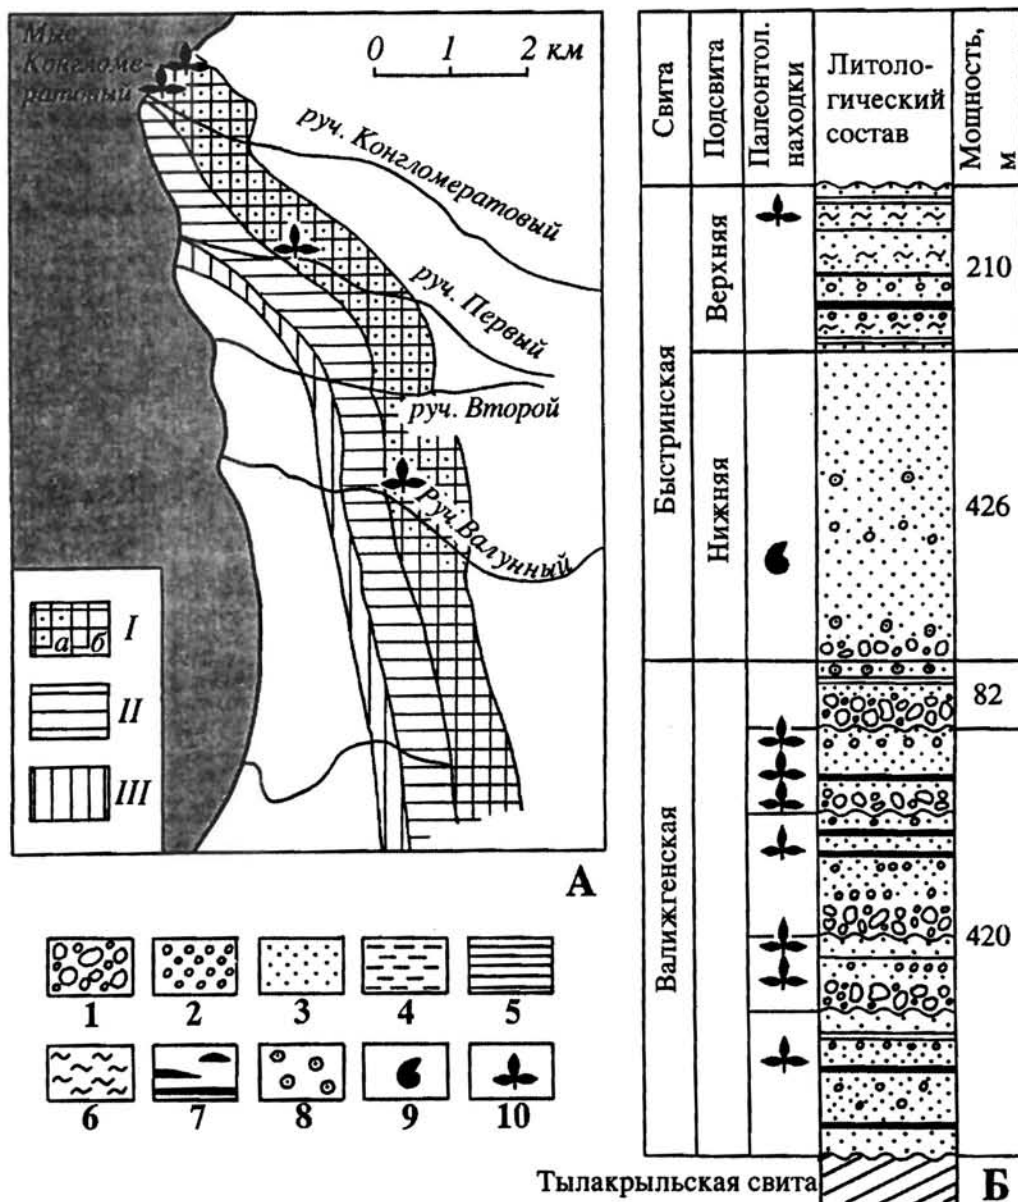 Мыс
Конгломе-
ратовый
0 1 2 км
руч. Конгломератовый
руч. Первый
руч. Второй
Руч. Валунный
а б I
II
III
А
1 2 3 4 5
6 7 8 9 10
Свита
Подсвита
Палеонтол.
находки
Литоло-
гический
состав
Мощность,
м
Быстринская
Верхняя
210
Нижняя
426
Валижгенская
82
420
Тылакрыльская свита
Б